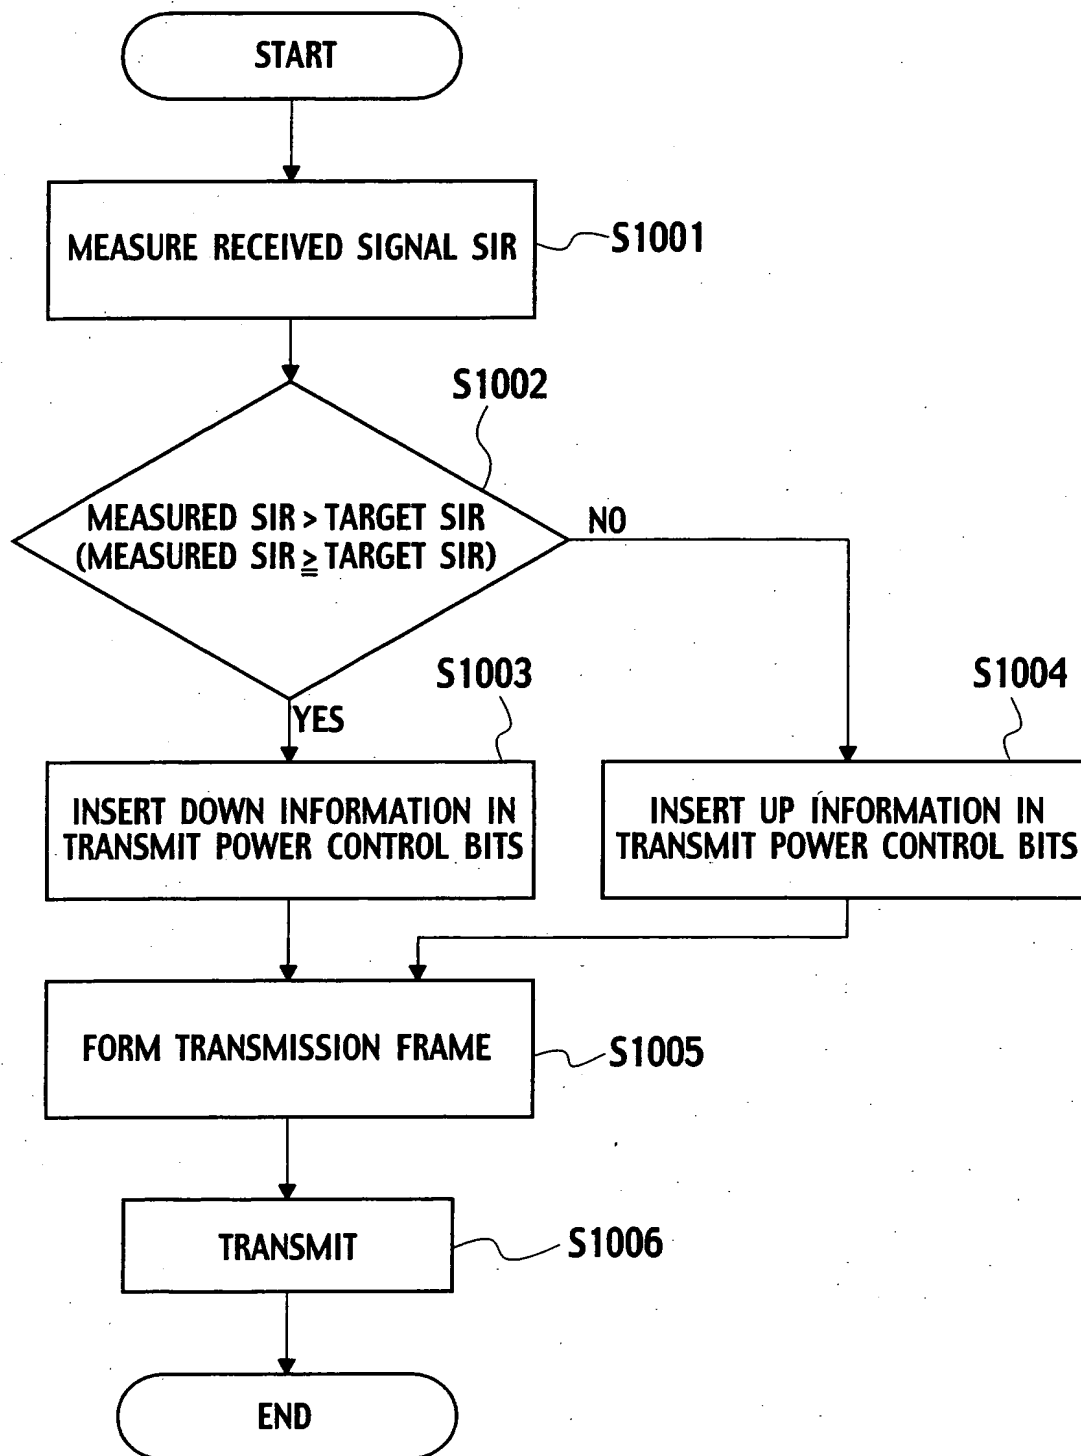 START
MEASURE RECEIVED SIGNAL SIR
S1001
S1002
MEASURED SIR > TARGET SIR
(MEASURED SIR ≧ TARGET SIR)
NO
YES
S1003
S1004
INSERT DOWN INFORMATION IN
TRANSMIT POWER CONTROL BITS
INSERT UP INFORMATION IN
TRANSMIT POWER CONTROL BITS
FORM TRANSMISSION FRAME
S1005
TRANSMIT
S1006
END